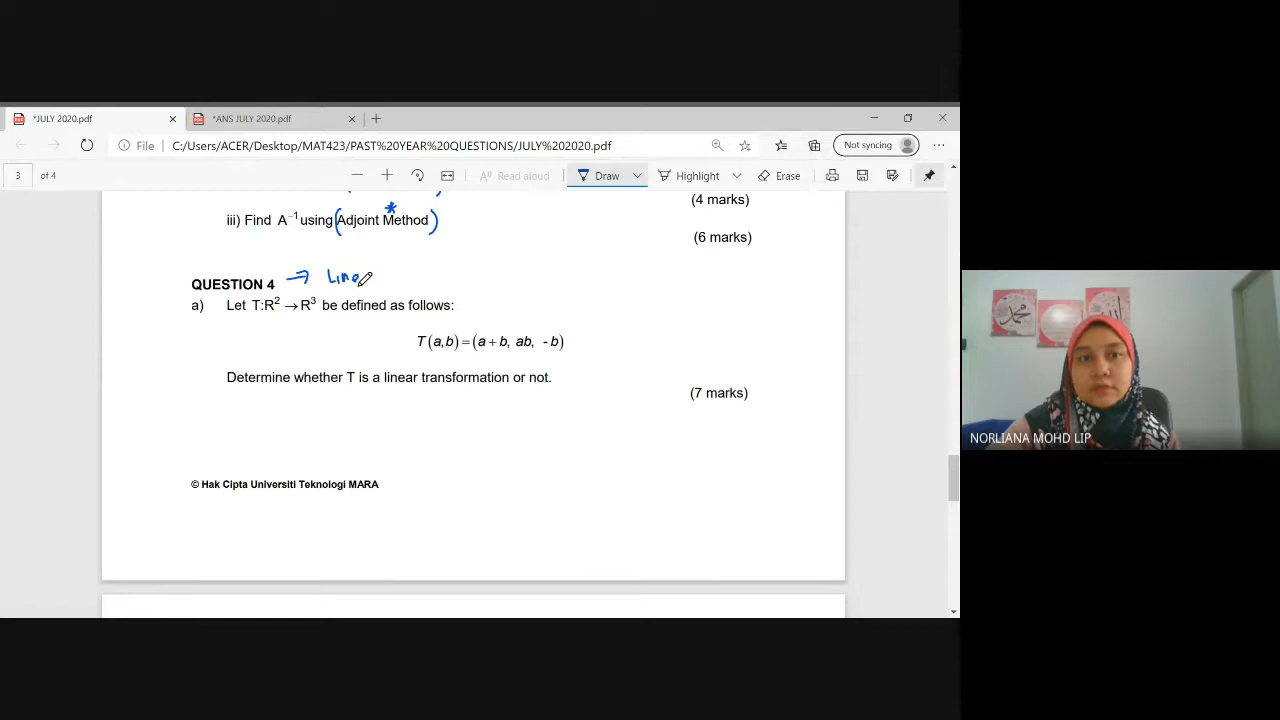 *JULY 2020.pdf
*ANS JULY 2020.pdf
File C:/Users/ACER/Desktop/MAT423/PAST%20YEAR%20QUESTIONS/JULY%202020.pdf Not syncing
3 of 4 Read aloud Draw Highlight Erase
(4 marks)
iii) Find A⁻¹ using (Adjoint Method) *
(6 marks)
QUESTION 4 → Line
a) Let T:R² → R³ be defined as follows:
T(a,b) = (a + b, ab, - b)
Determine whether T is a linear transformation or not.
(7 marks)
© Hak Cipta Universiti Teknologi MARA
NORLIANA MOHD LIP